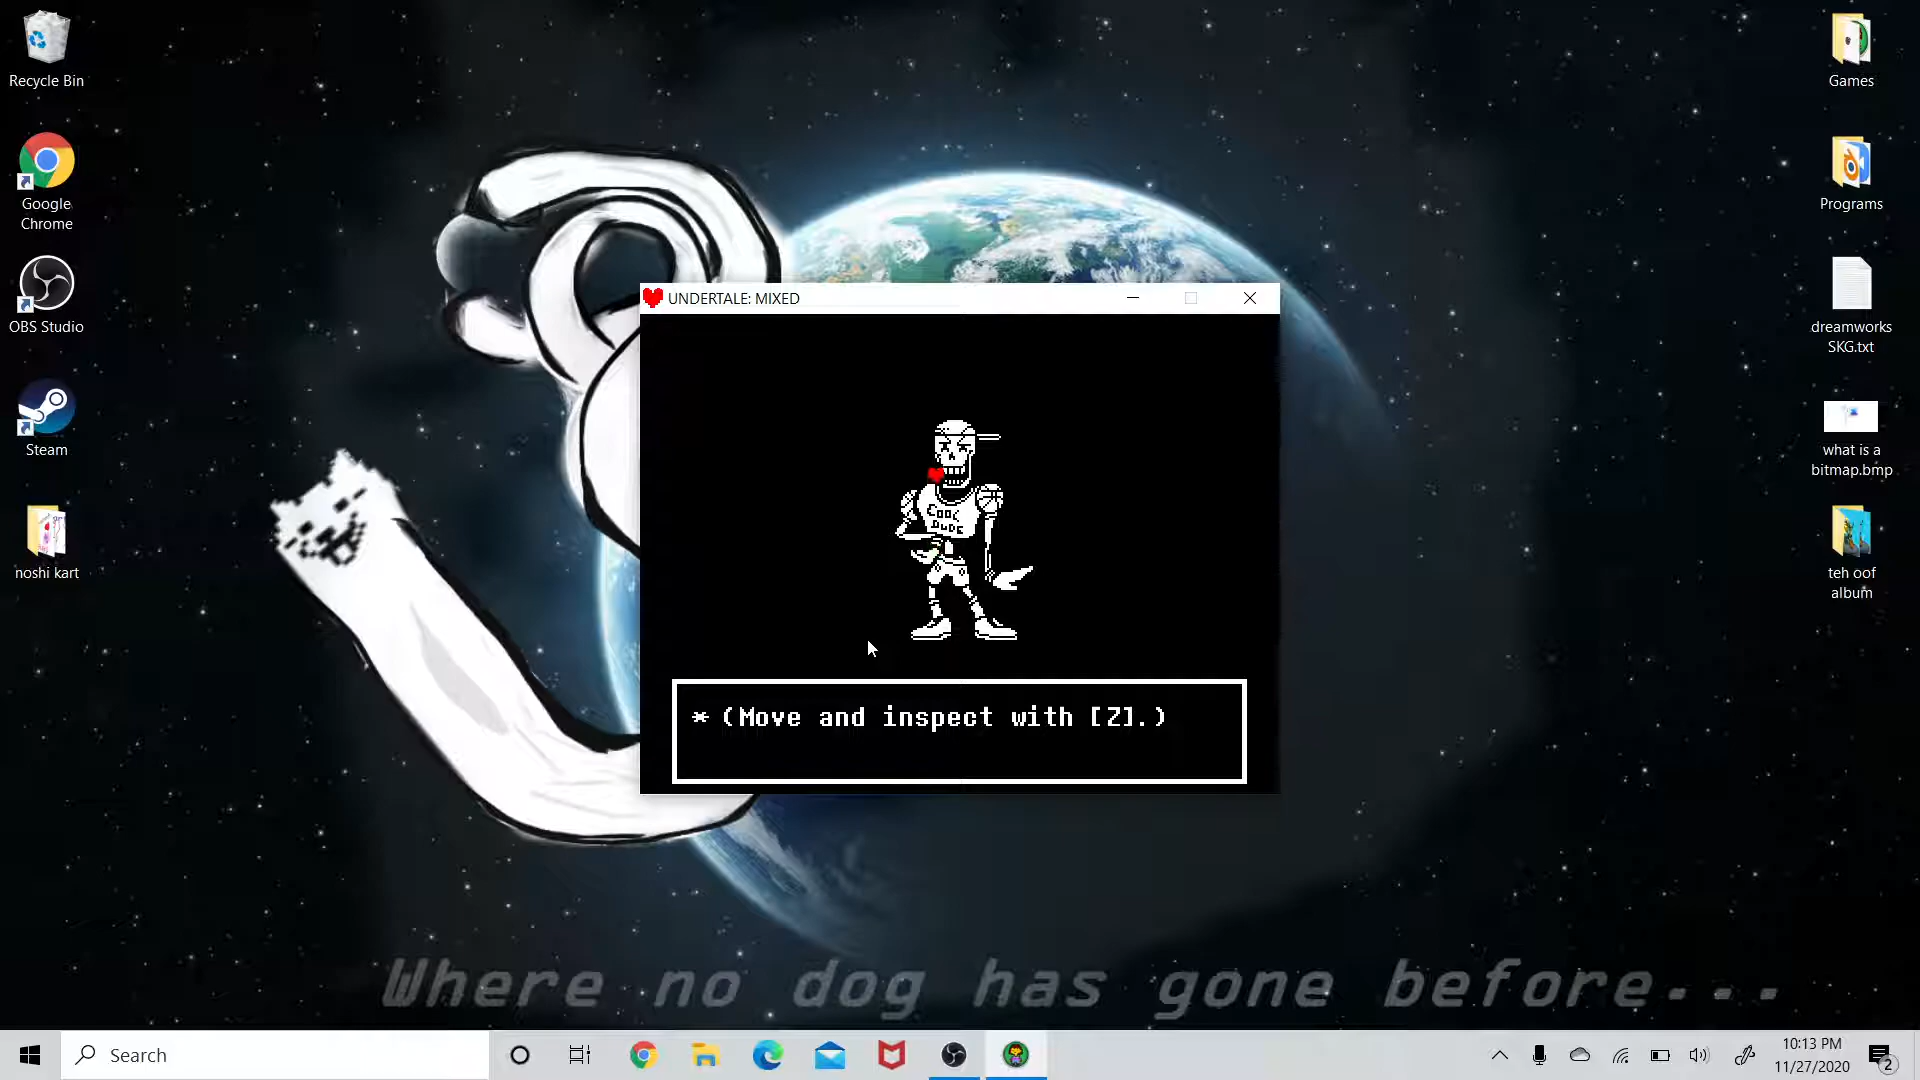 Recycle Bin
Google
Chrome
OBS Studio
Steam
noshi kart
Games
Programs
dreamworks
SKG.txt
what is a
bitmap.bmp
teh oof
album
UNDERTALE: MIXED
COOL
DUDE
* (Move and inspect with [Z].)
Where no dog has gone before...
Search
10:13 PM
11/27/2020
2